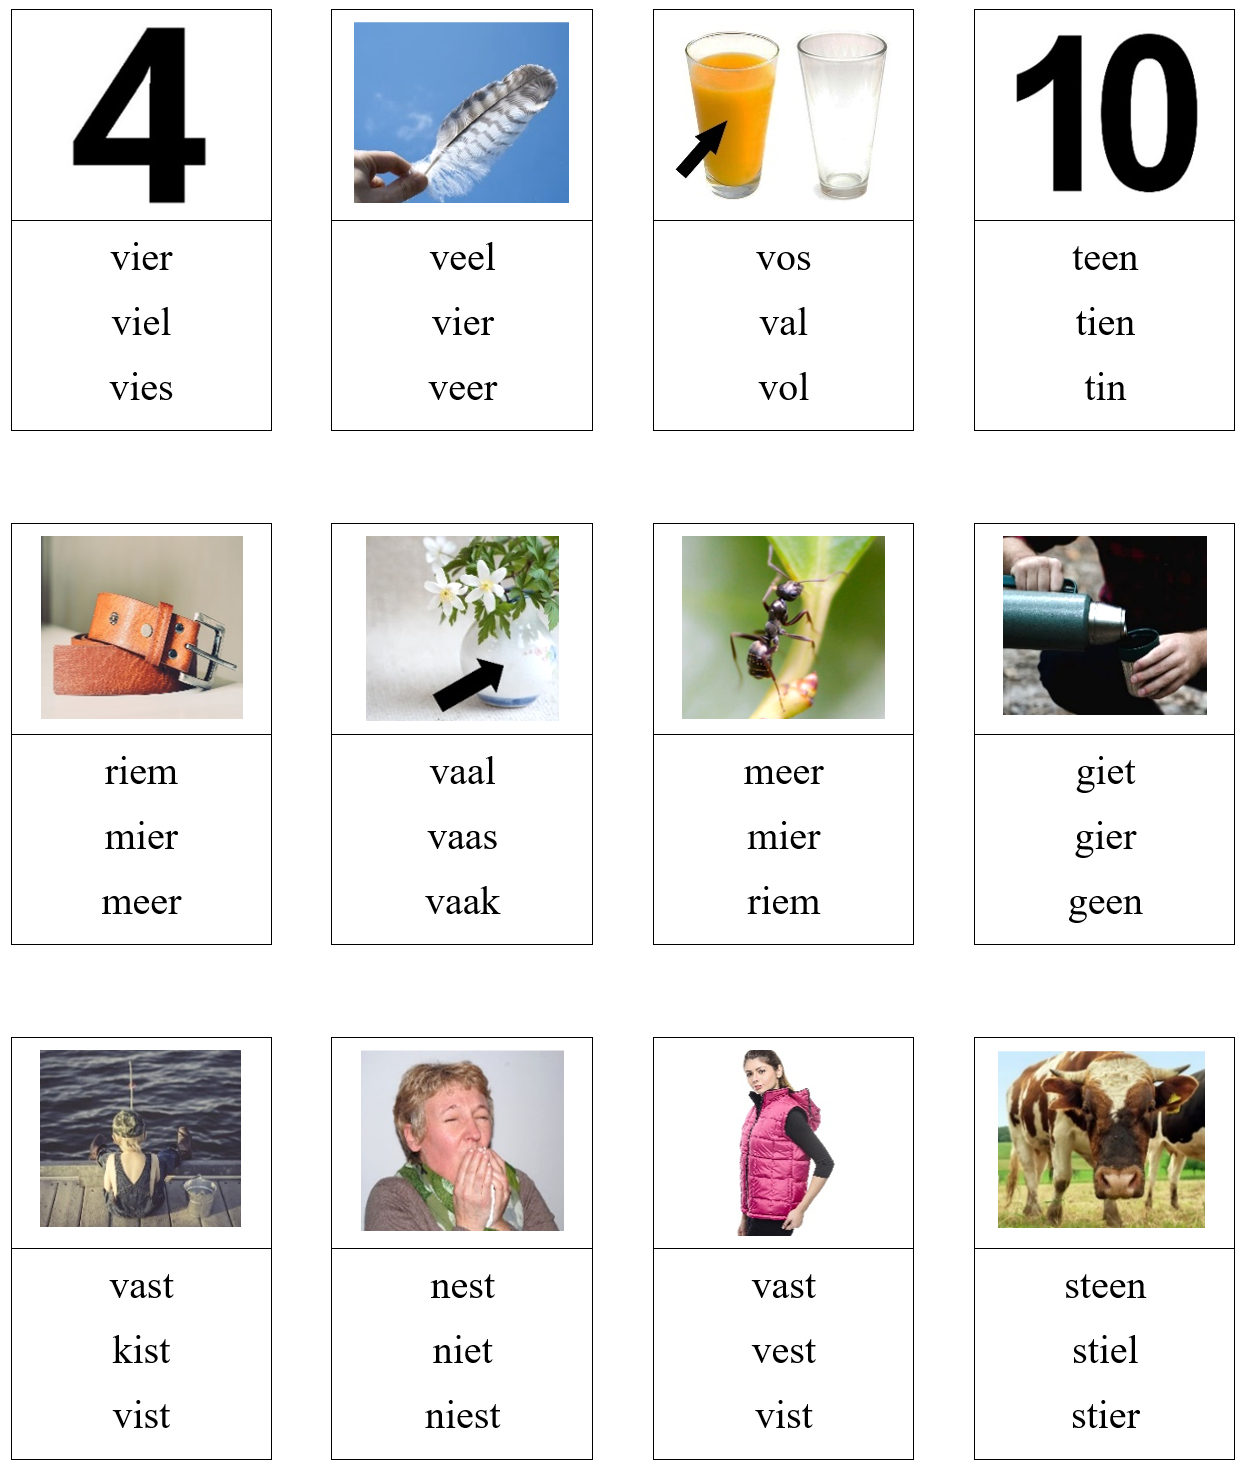 4
vier
viel
vies
veel
vier
veer
vos
val
vol
10
teen
tien
tin
riem
mier
meer
vaal
vaas
vaak
meer
mier
riem
giet
gier
geen
vast
kist
vist
nest
niet
niest
vast
vest
vist
steen
stiel
stier